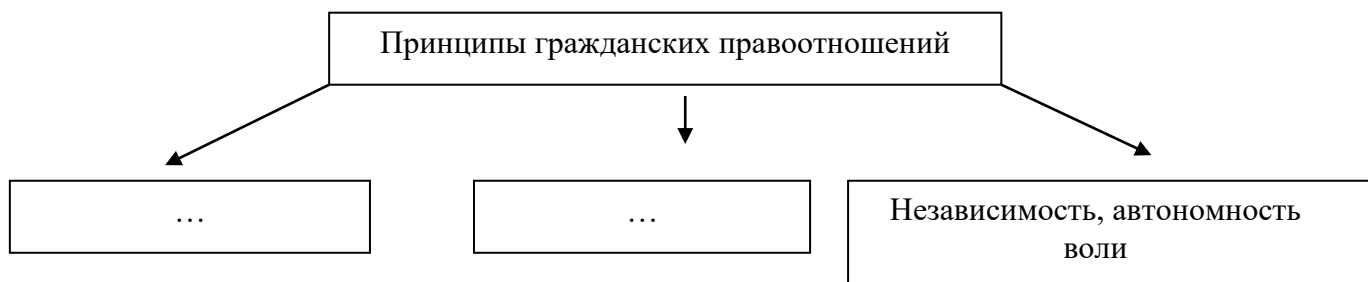 Принципы гражданских правоотношений
…
…
Независимость, автономность
воли